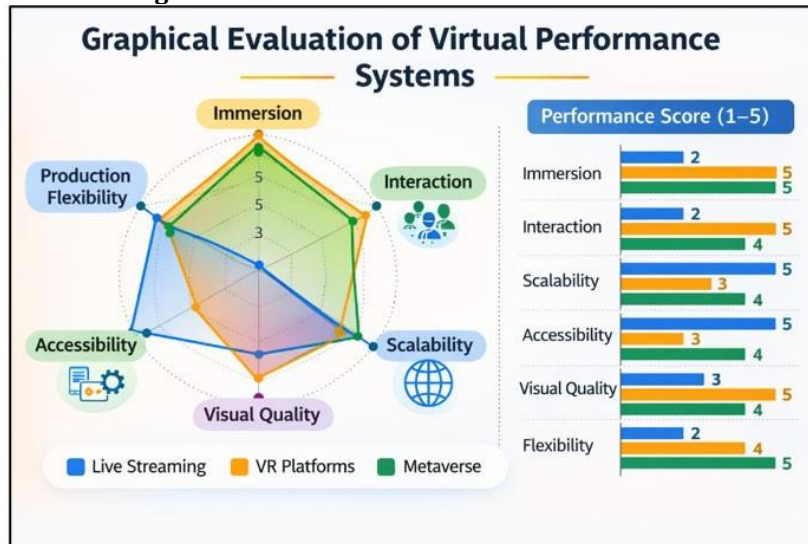 Graphical Evaluation of Virtual Performance
Systems
Immersion
Production
Flexibility
Interaction
5
5
3
Accessibility
Scalability
Visual Quality
Live Streaming
VR Platforms
Metaverse
Performance Score (1–5)
Immersion
2
5
5
Interaction
2
5
4
Scalability
5
3
4
Accessibility
5
3
4
Visual Quality
3
5
4
Flexibility
2
4
5